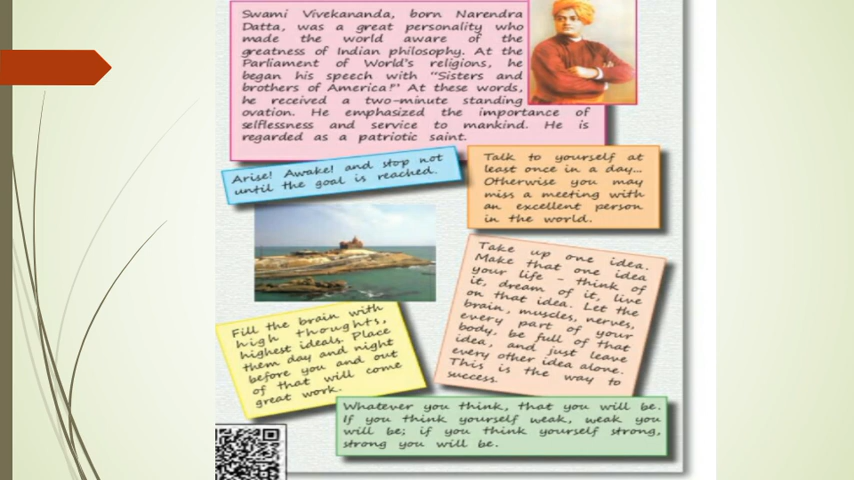 Swami Vivekananda, born Narendra
Datta, was a great personality who
made the world aware of the
greatness of Indian philosophy. At the
Parliament of World's religions, he
began his speech with "Sisters and
brothers of America!" At these words,
he received a two-minute standing
ovation. He emphasized the importance of
selflessness and service to mankind. He is
regarded as a patriotic saint.
Arise! Awake! and stop not
until the goal is reached.
Talk to yourself at
least once in a day...
Otherwise you may
miss a meeting with
an excellent person
in the world.
Take up one idea.
Make that one idea
your life - think of
it, dream of it, live
on that idea. Let the
brain, muscles, nerves,
every part of your
body, be full of that
idea, and just leave
every other idea alone.
This is the way to
success.
Fill the brain with
high thoughts,
highest ideals. Place
them day and night
before you and out
of that will come
great work.
Whatever you think, that you will be.
If you think yourself weak, weak you
will be; if you think yourself strong,
strong you will be.